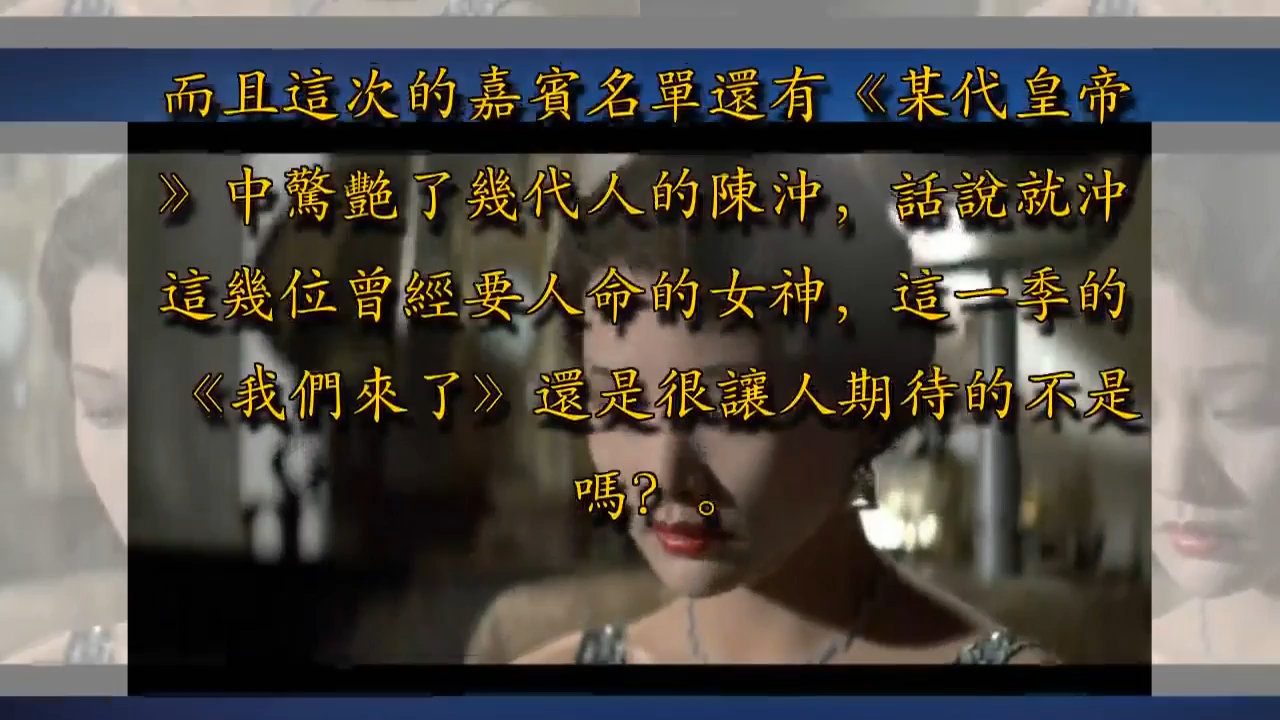 而且這次的嘉賓名單還有《某代皇帝
》中驚艷了幾代人的陳沖，話說就沖
這幾位曾經要人命的女神，這一季的
《我們來了》還是很讓人期待的不是
嗎？。